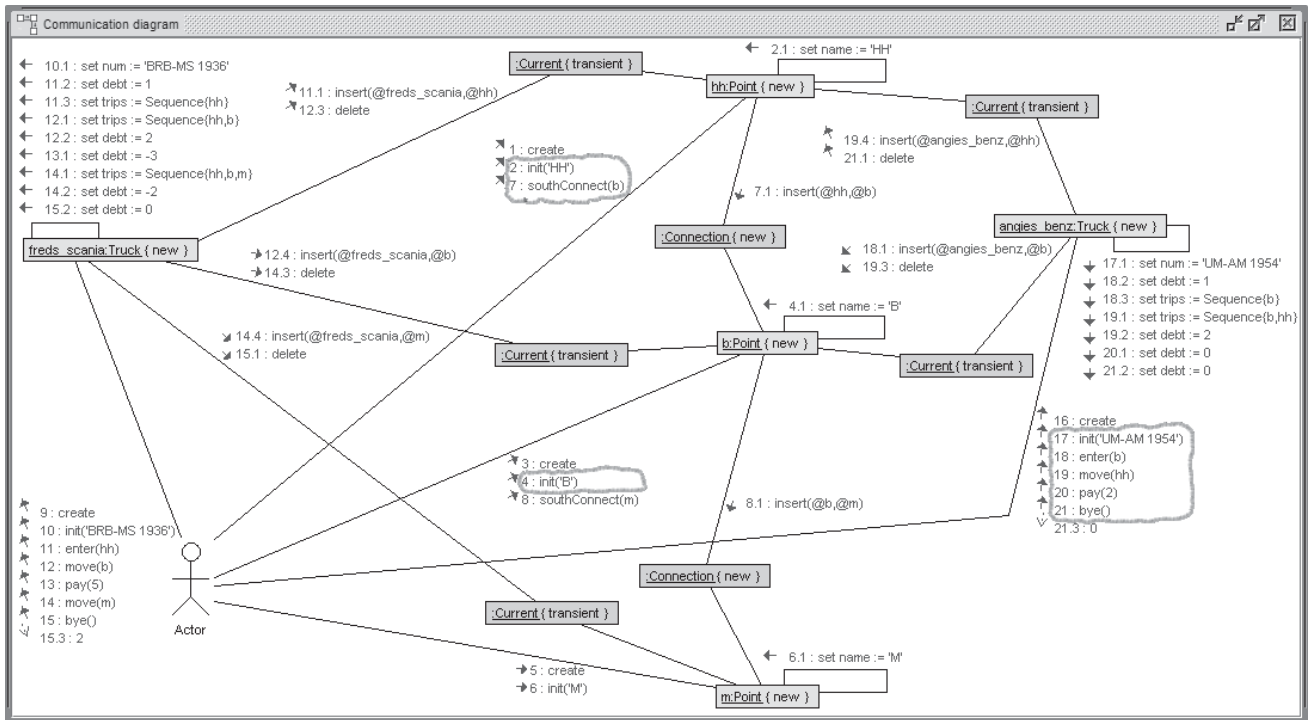 Communication diagram
10.1 : set num := 'BRB-MS 1936'
11.2 : set debt := 1
11.3 : set trips := Sequence{hh}
12.1 : set trips := Sequence{hh,b}
12.2 : set debt := 2
13.1 : set debt := -3
14.1 : set trips := Sequence{hh,b,m}
14.2 : set debt := -2
15.2 : set debt := 0
freds_scania:Truck { new }
:Current { transient }
11.1 : insert(@freds_scania,@hh)
12.3 : delete
2.1 : set name := 'HH'
hh:Point { new }
:Current { transient }
1 : create
2 : init('HH')
7 : southConnect(b)
19.4 : insert(@angies_benz,@hh)
21.1 : delete
7.1 : insert(@hh,@b)
:Connection { new }
angies_benz:Truck { new }
12.4 : insert(@freds_scania,@b)
14.3 : delete
18.1 : insert(@angies_benz,@b)
19.3 : delete
17.1 : set num := 'UM-AM 1954'
18.2 : set debt := 1
18.3 : set trips := Sequence{b}
19.1 : set trips := Sequence{b,hh}
19.2 : set debt := 2
20.1 : set debt := 0
21.2 : set debt := 0
4.1 : set name := 'B'
14.4 : insert(@freds_scania,@m)
15.1 : delete
:Current { transient }
b:Point { new }
:Current { transient }
16 : create
17 : init('UM-AM 1954')
18 : enter(b)
19 : move(hh)
20 : pay(2)
21 : bye()
21.3 : 0
3 : create
4 : init('B')
8 : southConnect(m)
8.1 : insert(@b,@m)
9 : create
10 : init('BRB-MS 1936')
11 : enter(hh)
12 : move(b)
13 : pay(5)
14 : move(m)
15 : bye()
15.3 : 2
Actor
:Connection { new }
:Current { transient }
5 : create
6 : init('M')
6.1 : set name := 'M'
m:Point { new }